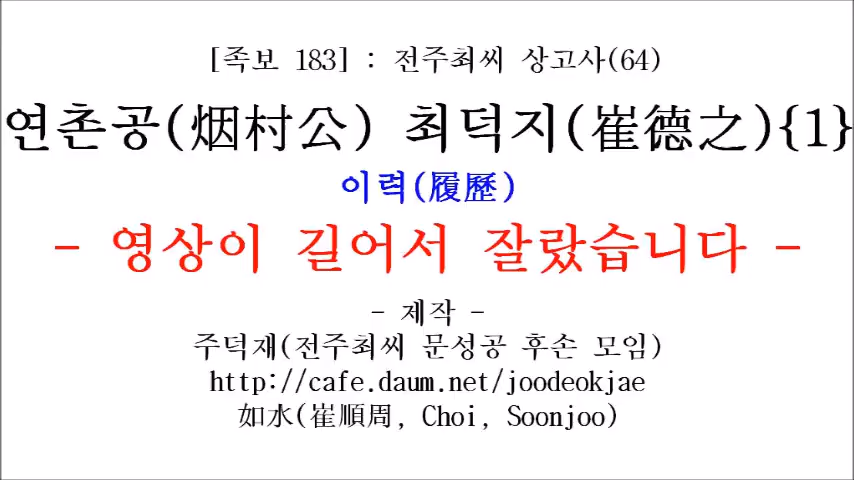 [족보 183] : 전주최씨 상고사(64)
연촌공(烟村公) 최덕지(崔德之){1}
이력(履歷)
- 영상이 길어서 잘랐습니다 -
- 제작 -
주덕재(전주최씨 문성공 후손 모임)
http://cafe.daum.net/joodeokjae
如水(崔順周, Choi, Soonjoo)